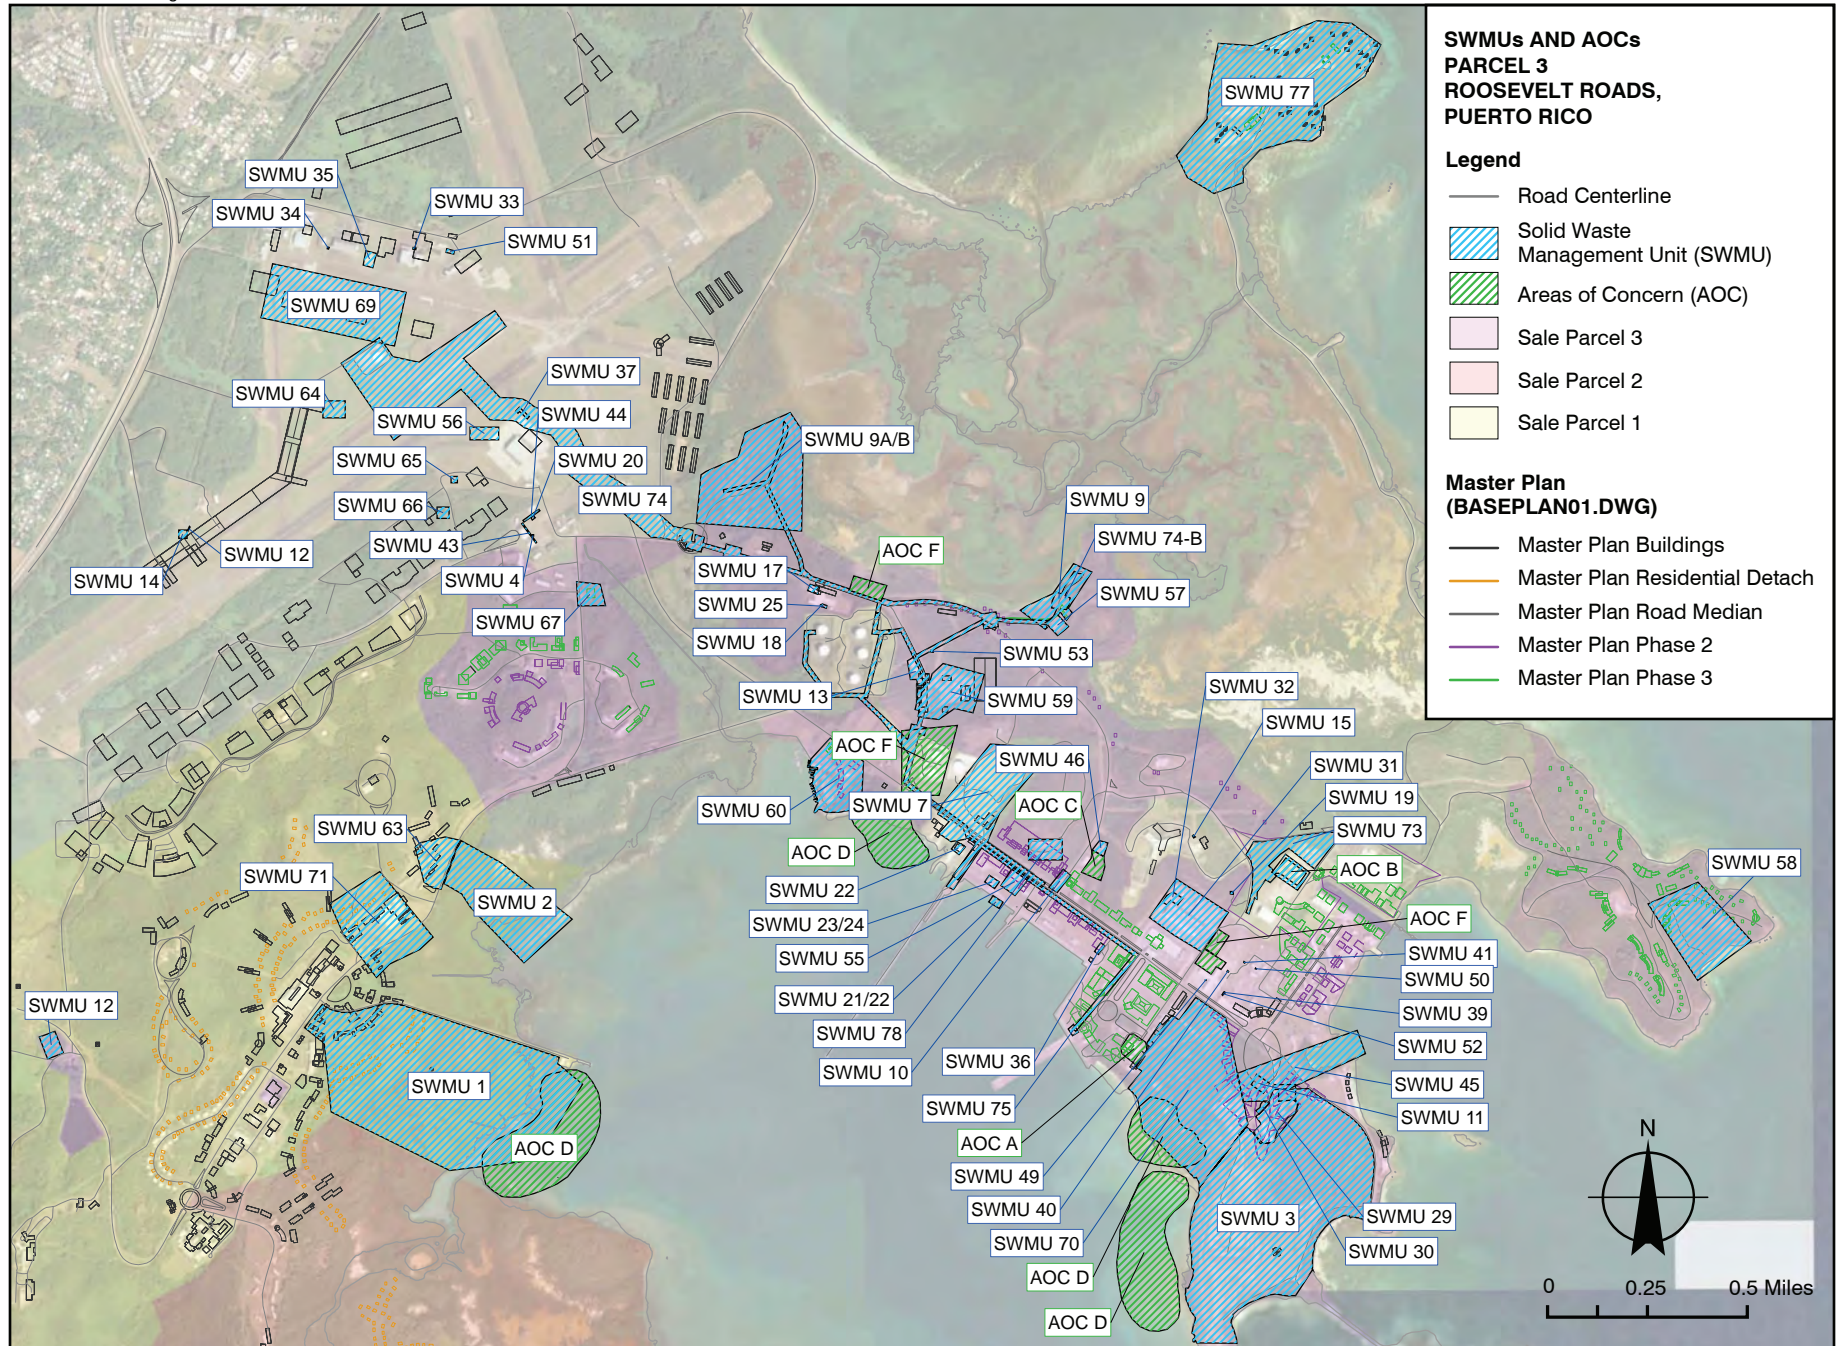 SWMUs AND AOCs
PARCEL 3
ROOSEVELT ROADS,
PUERTO RICO
Legend
Road Centerline
Solid Waste
Management Unit (SWMU)
Areas of Concern (AOC)
Sale Parcel 3
Sale Parcel 2
Sale Parcel 1
Master Plan
(BASEPLAN01.DWG)
Master Plan Buildings
Master Plan Residential Detach
Master Plan Road Median
Master Plan Phase 2
Master Plan Phase 3
SWMU 77
SWMU 35
SWMU 33
SWMU 34
SWMU 51
SWMU 69
SWMU 37
SWMU 64
SWMU 44
SWMU 56
SWMU 9A/B
SWMU 65
SWMU 20
SWMU 74
SWMU 9
SWMU 66
SWMU 74-B
SWMU 43
SWMU 12
AOC F
SWMU 17
SWMU 14
SWMU 4
SWMU 57
SWMU 25
SWMU 67
SWMU 18
SWMU 53
SWMU 32
SWMU 13
SWMU 59
SWMU 15
AOC F
SWMU 46
SWMU 31
SWMU 19
SWMU 60
SWMU 7
AOC C
SWMU 63
SWMU 73
AOC D
SWMU 58
AOC B
SWMU 71
SWMU 22
SWMU 2
AOC F
SWMU 23/24
SWMU 41
SWMU 55
SWMU 50
SWMU 21/22
SWMU 12
SWMU 39
SWMU 78
SWMU 52
SWMU 36
SWMU 10
SWMU 1
SWMU 45
SWMU 75
SWMU 11
AOC A
AOC D
SWMU 49
SWMU 40
SWMU 3
SWMU 29
SWMU 70
SWMU 30
AOC D
AOC D
N
0 0.25 0.5 Miles